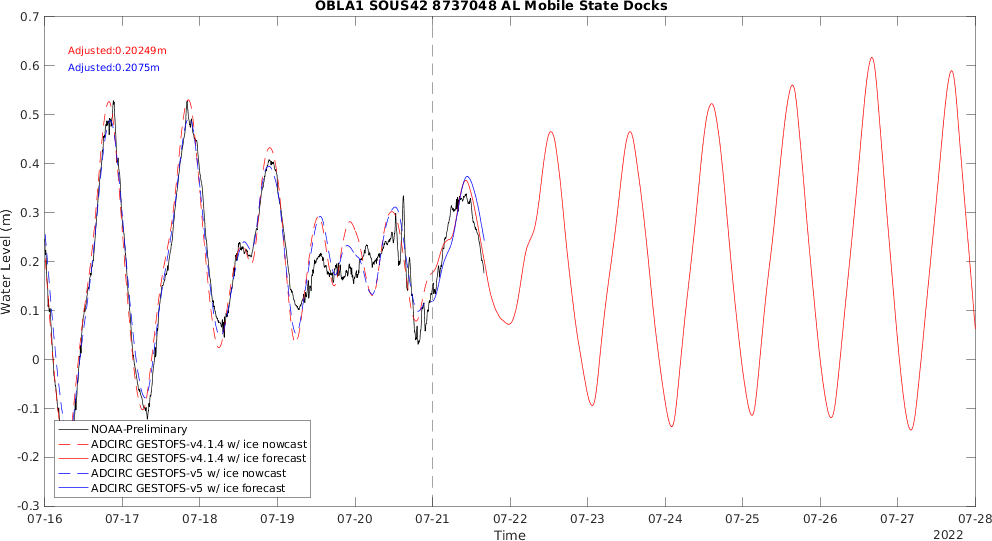 OBLA1 SOUS42 8737048 AL Mobile State Docks
Adjusted:0.20249m
Adjusted:0.2075m
Water Level (m)
0.7
0.6
0.5
0.4
0.3
0.2
0.1
0
-0.1
-0.2
-0.3
NOAA-Preliminary
ADCIRC GESTOFS-v4.1.4 w/ ice nowcast
ADCIRC GESTOFS-v4.1.4 w/ ice forecast
ADCIRC GESTOFS-v5 w/ ice nowcast
ADCIRC GESTOFS-v5 w/ ice forecast
07-16 07-17 07-18 07-19 07-20 07-21 07-22 07-23 07-24 07-25 07-26 07-27 07-28
Time
2022